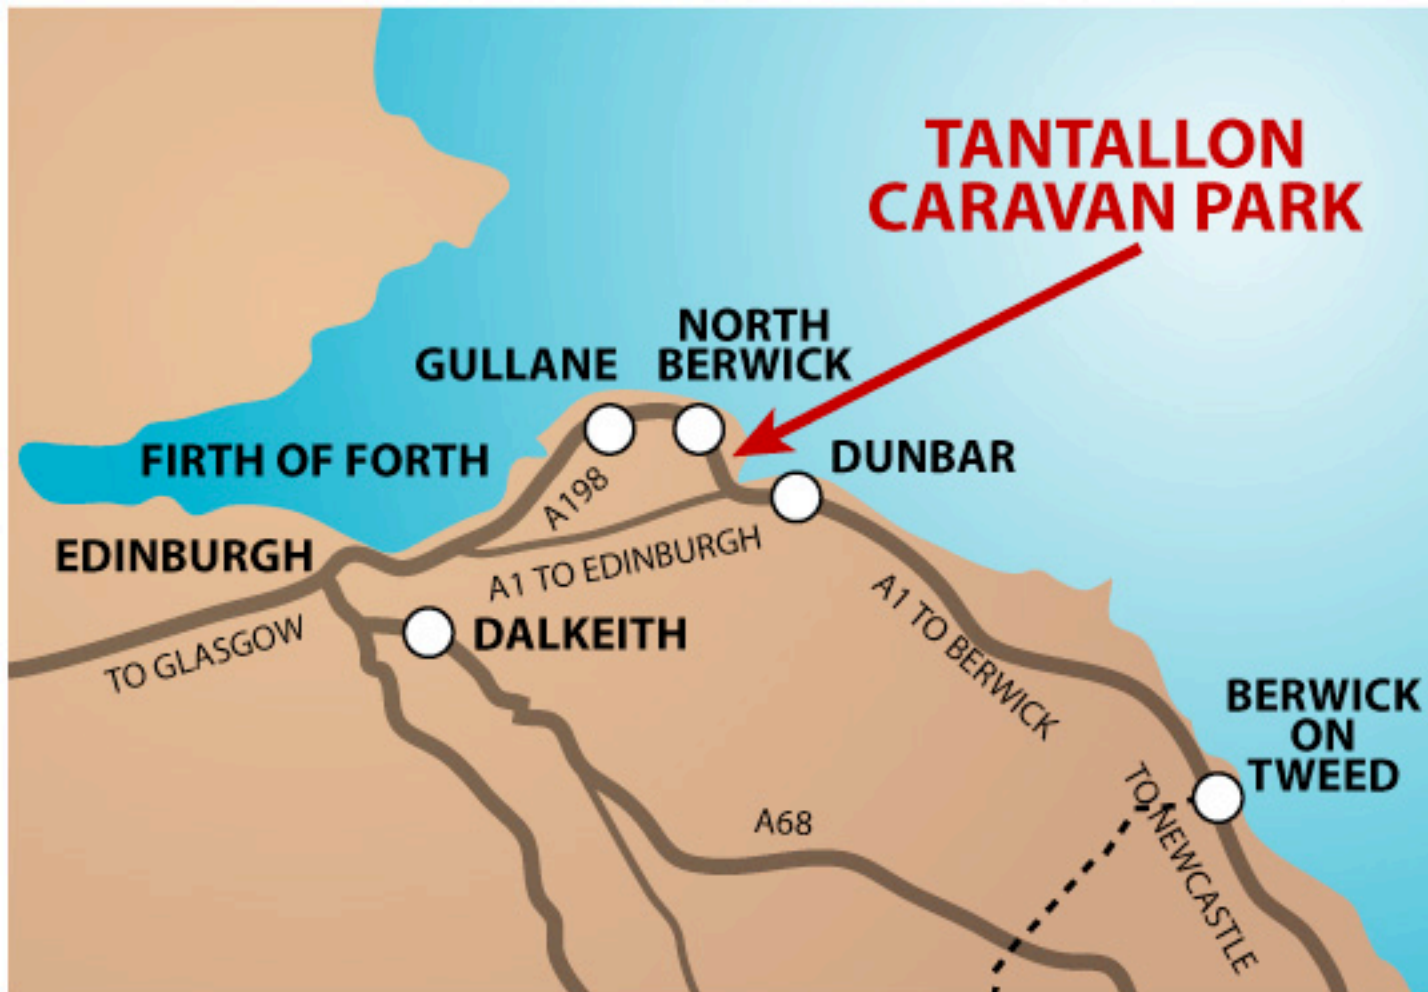 TANTALLON
CARAVAN PARK
NORTH
BERWICK
GULLANE
DUNBAR
FIRTH OF FORTH
A198
EDINBURGH
A1 TO EDINBURGH
TO GLASGOW
DALKEITH
A1 TO BERWICK
BERWICK
ON
TWEED
A68
TO NEWCASTLE